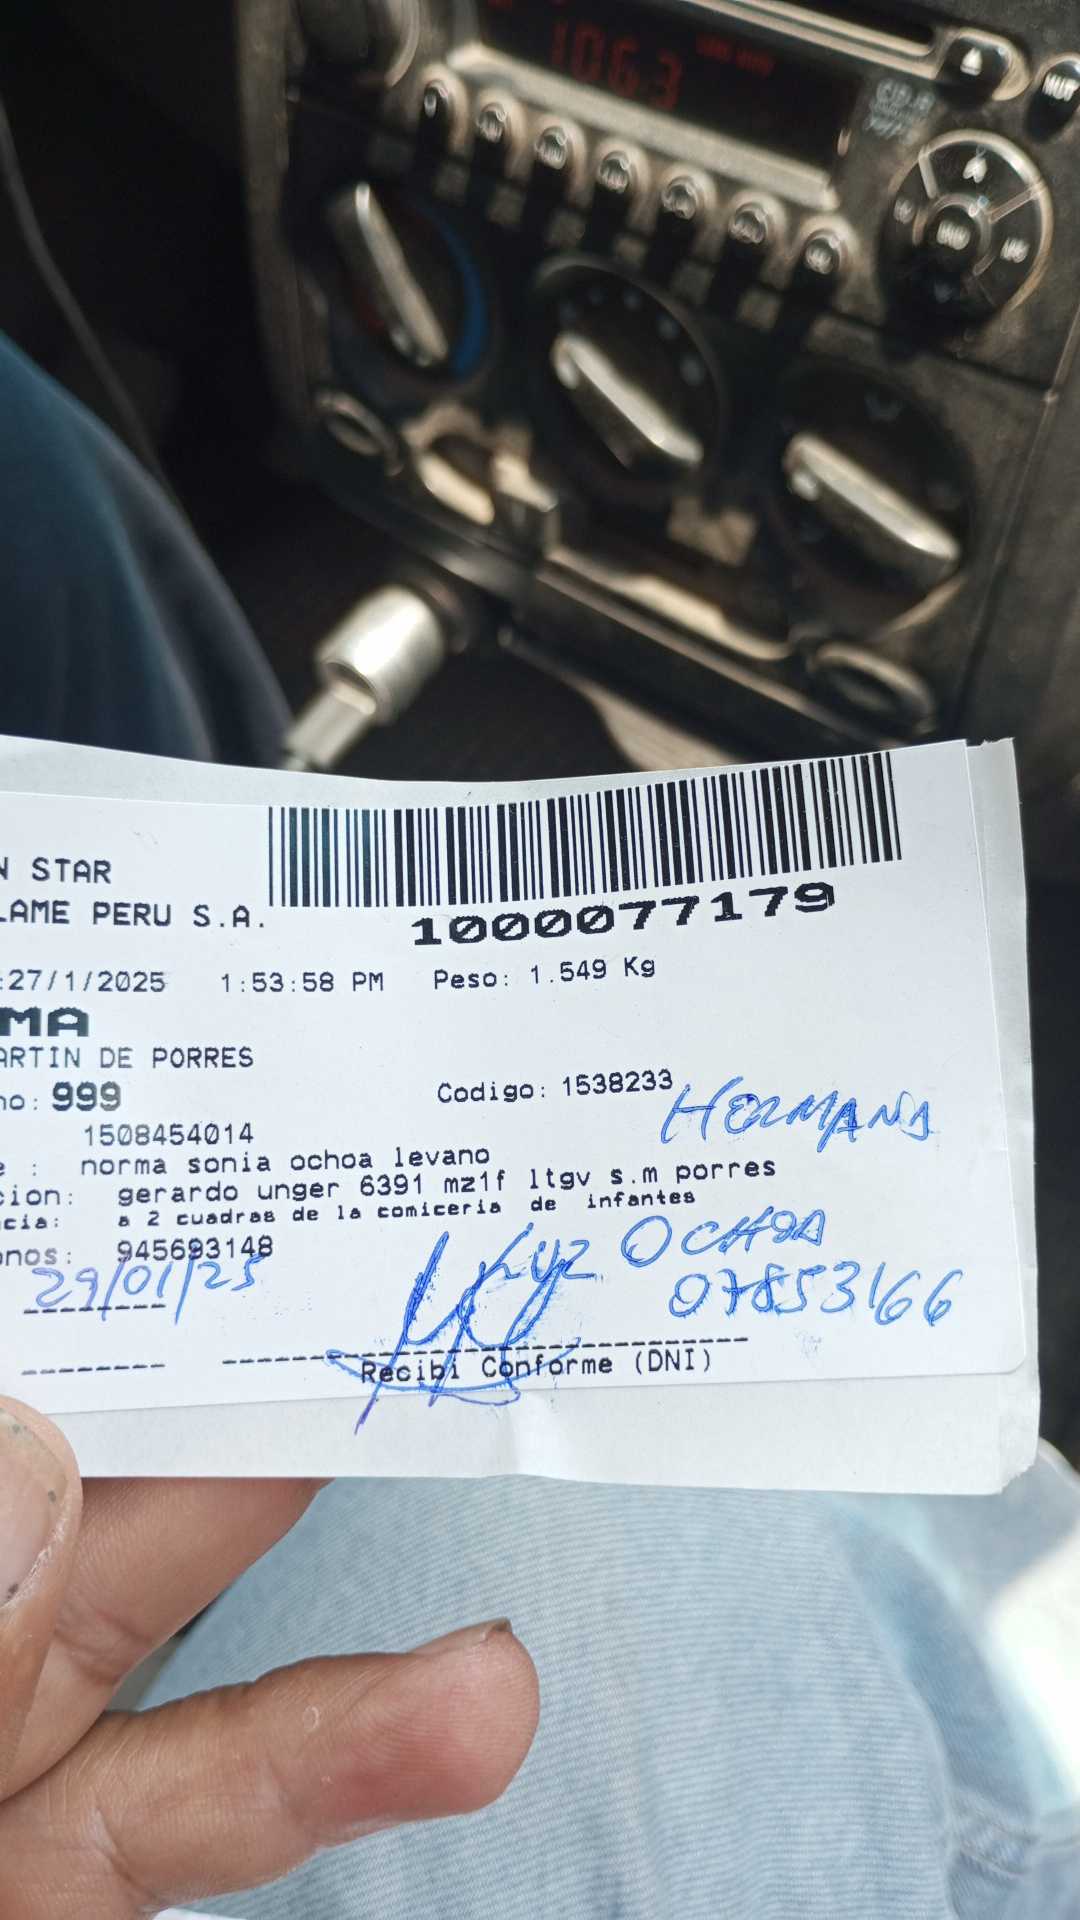 1063
MUT
N STAR
LAME PERU S.A.
1000077179
:27/1/2025 1:53:58 PM Peso: 1.549 Kg
MA
ARTIN DE PORRES
no: 999 Codigo: 1538233
HERMANA
1508454014
e : norma sonia ochoa levano
cion: gerardo unger 6391 mz1f ltgv s.m porres
cia: a 2 cuadras de la comiceria de infantes
onos: 945693148
LUZ OCHOA
29/01/25
07853166
Recibi Conforme (DNI)